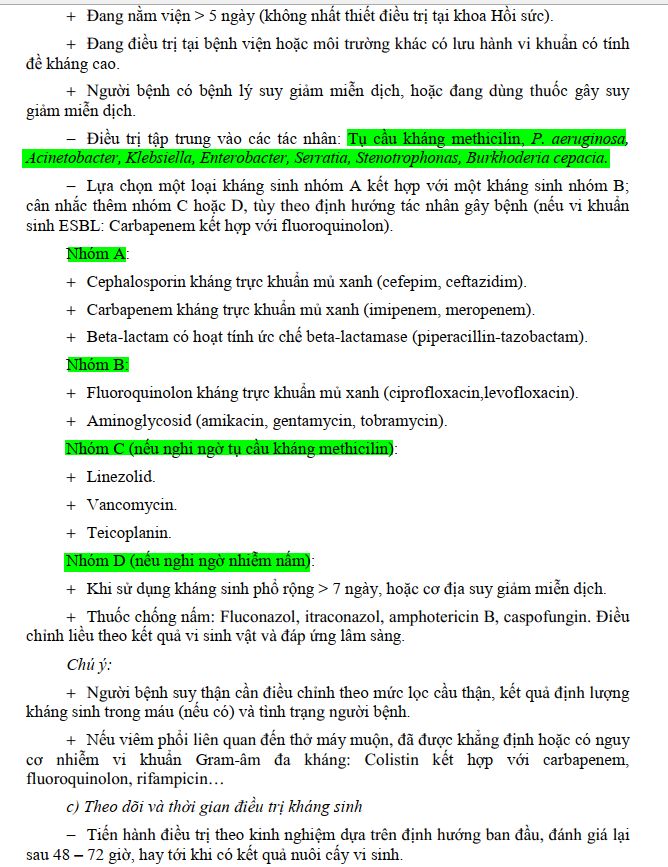 + Đang nằm viện > 5 ngày (không nhất thiết điều trị tại khoa Hồi sức).
+ Đang điều trị tại bệnh viện hoặc môi trường khác có lưu hành vi khuẩn có tính
đề kháng cao.
+ Người bệnh có bệnh lý suy giảm miễn dịch, hoặc đang dùng thuốc gây suy
giảm miễn dịch.
– Điều trị tập trung vào các tác nhân: Tụ cầu kháng methicilin, P. aeruginosa,
Acinetobacter, Klebsiella, Enterobacter, Serratia, Stenotrophonas, Burkhoderia cepacia.
– Lựa chọn một loại kháng sinh nhóm A kết hợp với một kháng sinh nhóm B;
cân nhắc thêm nhóm C hoặc D, tùy theo định hướng tác nhân gây bệnh (nếu vi khuẩn
sinh ESBL: Carbapenem kết hợp với fluoroquinolon).
Nhóm A:
+ Cephalosporin kháng trực khuẩn mủ xanh (cefepim, ceftazidim).
+ Carbapenem kháng trực khuẩn mủ xanh (imipenem, meropenem).
+ Beta-lactam có hoạt tính ức chế beta-lactamase (piperacillin-tazobactam).
Nhóm B:
+ Fluoroquinolon kháng trực khuẩn mủ xanh (ciprofloxacin,levofloxacin).
+ Aminoglycosid (amikacin, gentamycin, tobramycin).
Nhóm C (nếu nghi ngờ tụ cầu kháng methicilin):
+ Linezolid.
+ Vancomycin.
+ Teicoplanin.
Nhóm D (nếu nghi ngờ nhiễm nấm):
+ Khi sử dụng kháng sinh phổ rộng > 7 ngày, hoặc cơ địa suy giảm miễn dịch.
+ Thuốc chống nấm: Fluconazol, itraconazol, amphotericin B, caspofungin. Điều
chỉnh liều theo kết quả vi sinh vật và đáp ứng lâm sàng.
Chú ý:
+ Người bệnh suy thận cần điều chỉnh theo mức lọc cầu thận, kết quả định lượng
kháng sinh trong máu (nếu có) và tình trạng người bệnh.
+ Nếu viêm phổi liên quan đến thở máy muộn, đã được khẳng định hoặc có nguy
cơ nhiễm vi khuẩn Gram-âm đa kháng: Colistin kết hợp với carbapenem,
fluoroquinolon, rifampicin…
c) Theo dõi và thời gian điều trị kháng sinh
– Tiến hành điều trị theo kinh nghiệm dựa trên định hướng ban đầu, đánh giá lại
sau 48 – 72 giờ, hay tới khi có kết quả nuôi cấy vi sinh.